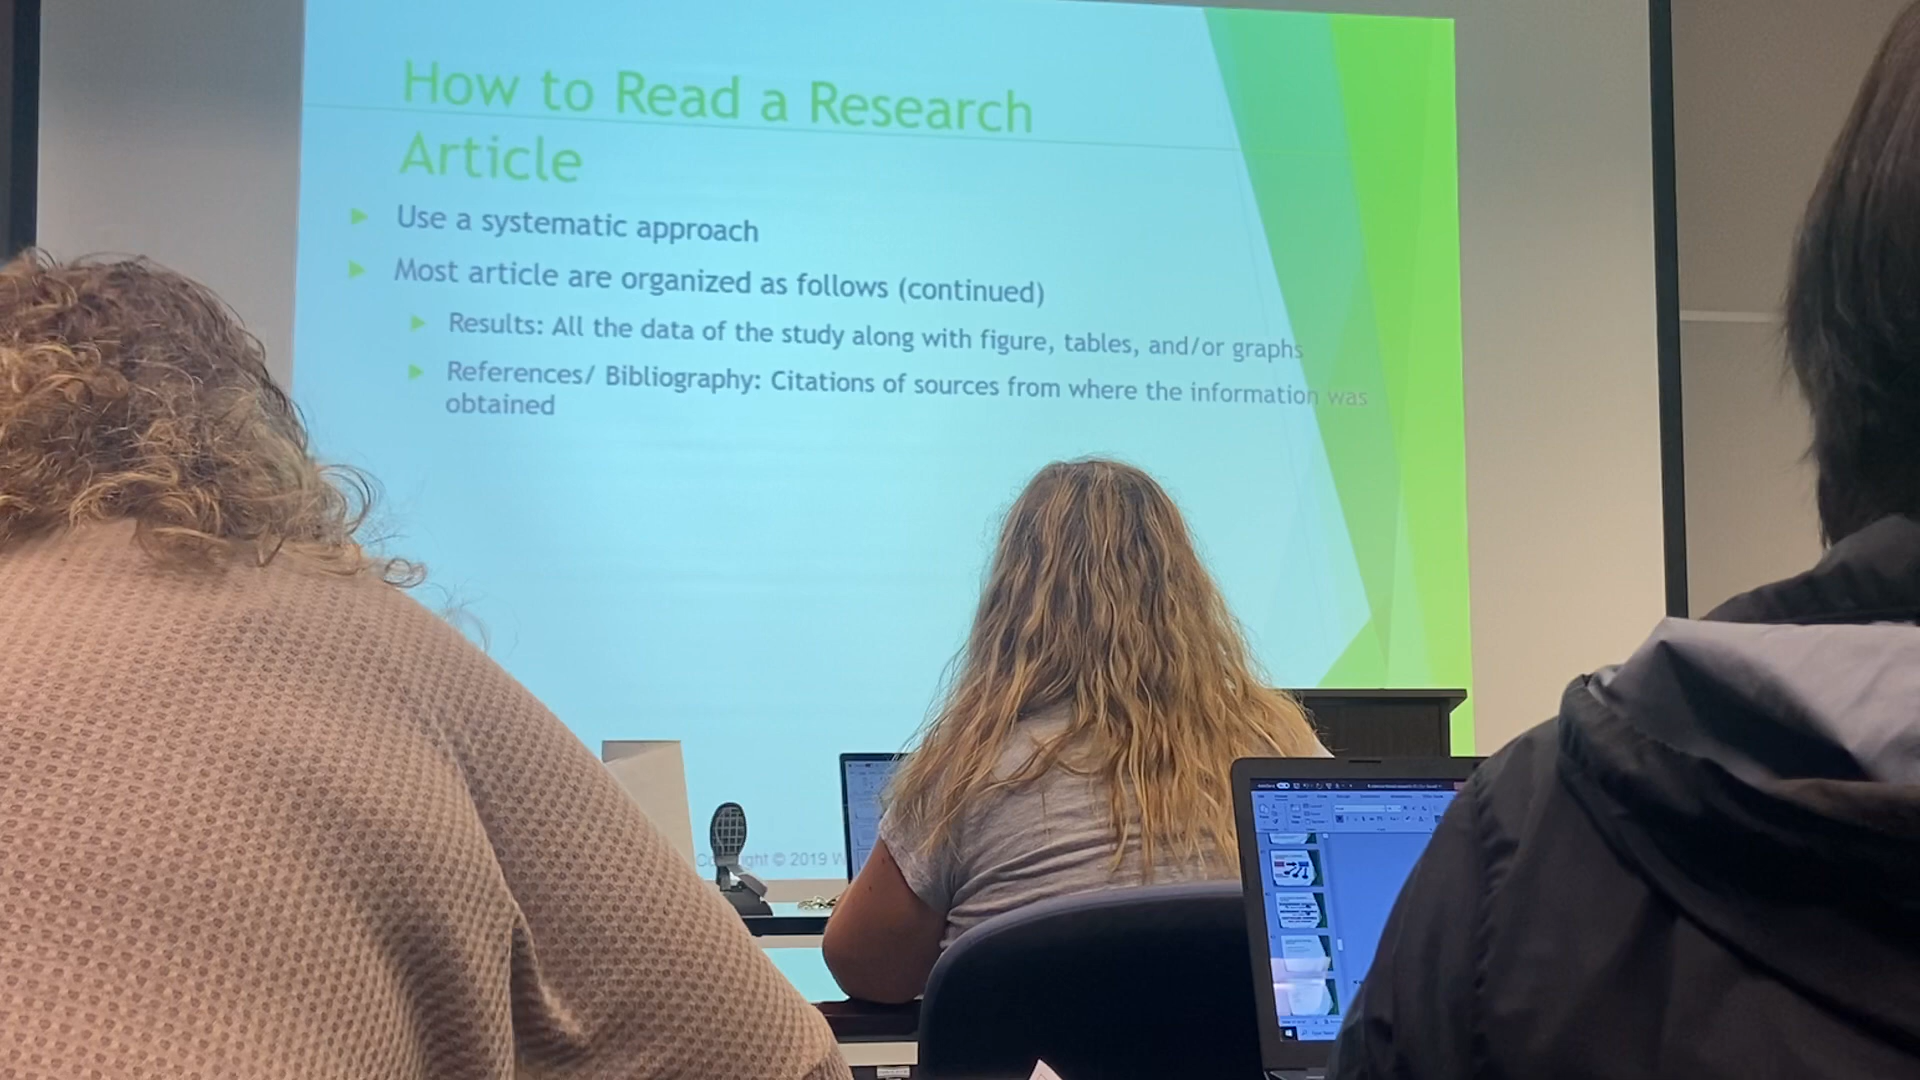 How to Read a Research
Article
Use a systematic approach
Most article are organized as follows (continued)
Results: All the data of the study along with figure, tables, and/or graphs
References/ Bibliography: Citations of sources from where the information was
obtained
© 2019 W